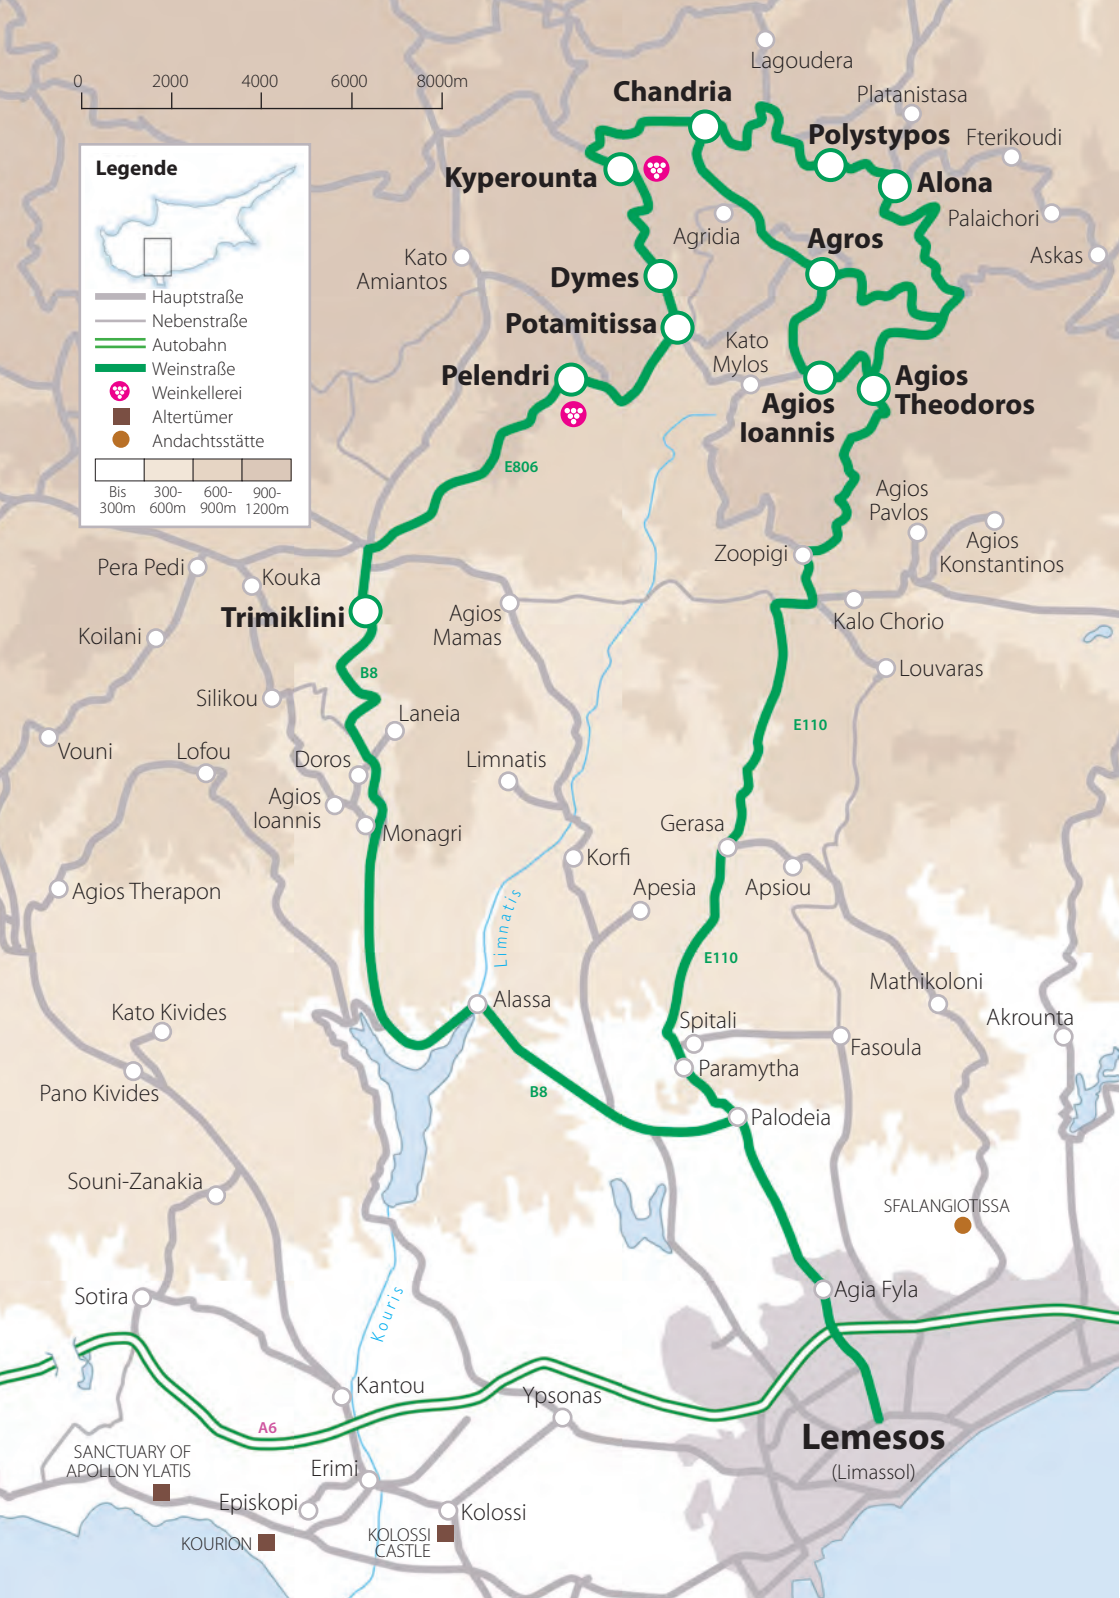 0
2000
4000
6000
8000m
Lagoudera
Chandria
Platanistasa
Polystypos
Fterikoudi
Legende
Kyperounta
Alona
Palaichori
Agridia
Agros
Askas
Kato
Amiantos
Dymes
Hauptstraße
Nebenstraße
Autobahn
Weinstraße
Weinkellerei
Altertümer
Andachtsstätte
Bis
300m
300-
600m
600-
900m
900-
1200m
Potamitissa
Kato
Mylos
Pelendri
Agios
Theodoros
Agios
Ioannis
E806
Agios
Pavlos
Agios
Konstantinos
Zoopigi
Pera Pedi
Kouka
Trimiklini
Agios
Mamas
Kalo Chorio
Koilani
Louvaras
B8
Silikou
Laneia
E110
Vouni
Lofou
Doros
Limnatis
Agios
Ioannis
Monagri
Gerasa
Korfi
Apesia
Apsiou
Agios Therapon
Limnatis
E110
Mathikoloni
Alassa
Kato Kivides
Spitali
Akrounta
Fasoula
Paramytha
Pano Kivides
B8
Palodeia
Souni-Zanakia
SFALANGIOTISSA
Sotira
Agia Fyla
Kouris
Kantou
Ypsonas
A6
Lemesos
(Limassol)
SANCTUARY OF
APOLLON YLATIS
Erimi
Episkopi
Kolossi
KOURION
KOLOSSI
CASTLE